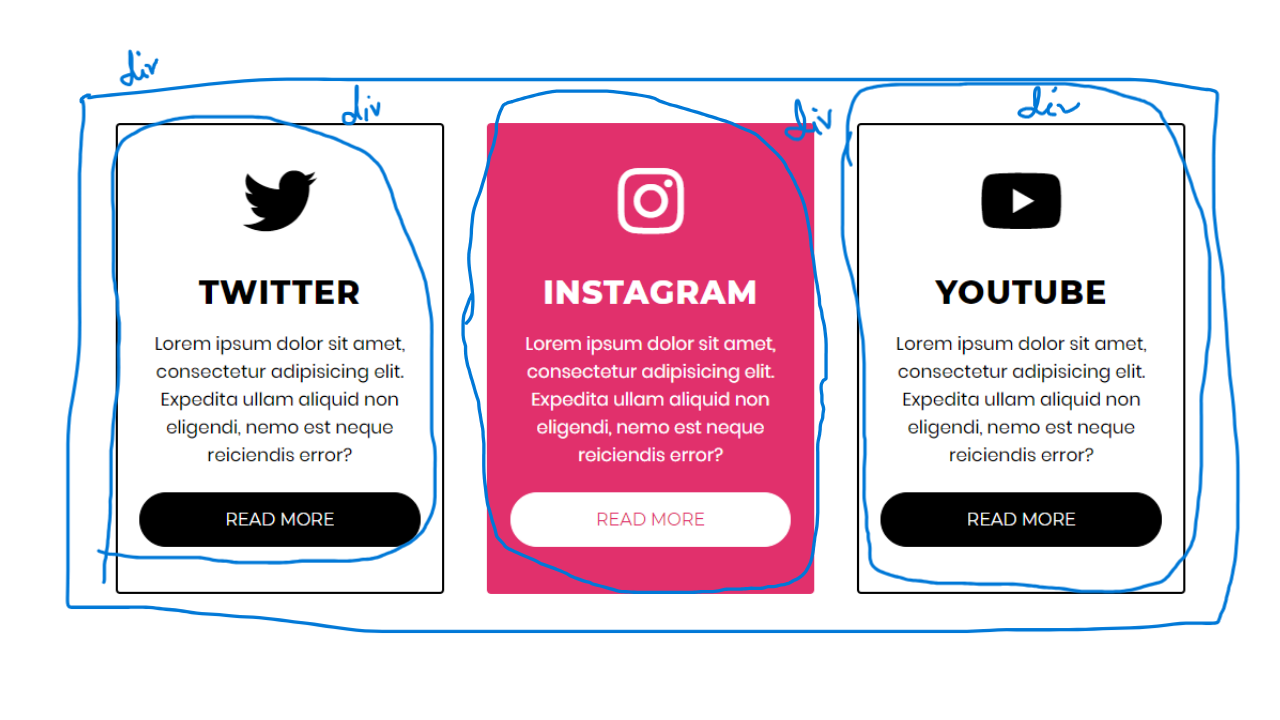 div
div
div
div
TWITTER
Lorem ipsum dolor sit amet,
consectetur adipisicing elit.
Expedita ullam aliquid non
eligendi, nemo est neque
reiciendis error?
READ MORE
INSTAGRAM
Lorem ipsum dolor sit amet,
consectetur adipisicing elit.
Expedita ullam aliquid non
eligendi, nemo est neque
reiciendis error?
READ MORE
YOUTUBE
Lorem ipsum dolor sit amet,
consectetur adipisicing elit.
Expedita ullam aliquid non
eligendi, nemo est neque
reiciendis error?
READ MORE